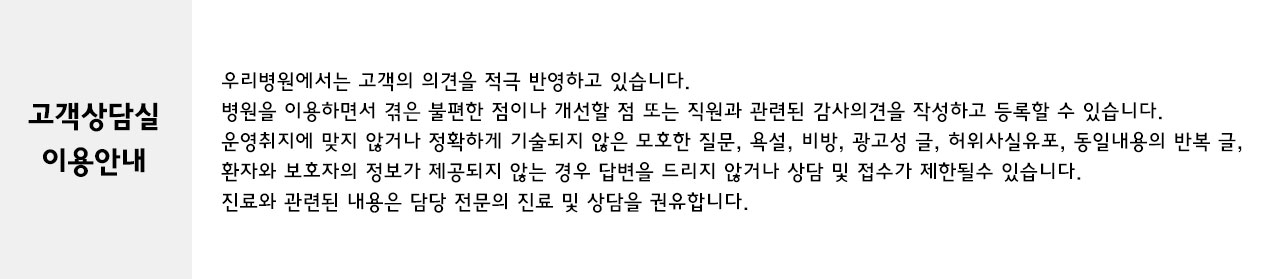 고객상담실
이용안내
우리병원에서는 고객의 의견을 적극 반영하고 있습니다.
병원을 이용하면서 겪은 불편한 점이나 개선할 점 또는 직원과 관련된 감사의견을 작성하고 등록할 수 있습니다.
운영취지에 맞지 않거나 정확하게 기술되지 않은 모호한 질문, 욕설, 비방, 광고성 글, 허위사실유포, 동일내용의 반복 글,
환자와 보호자의 정보가 제공되지 않는 경우 답변을 드리지 않거나 상담 및 접수가 제한될수 있습니다.
진료와 관련된 내용은 담당 전문의 진료 및 상담을 권유합니다.